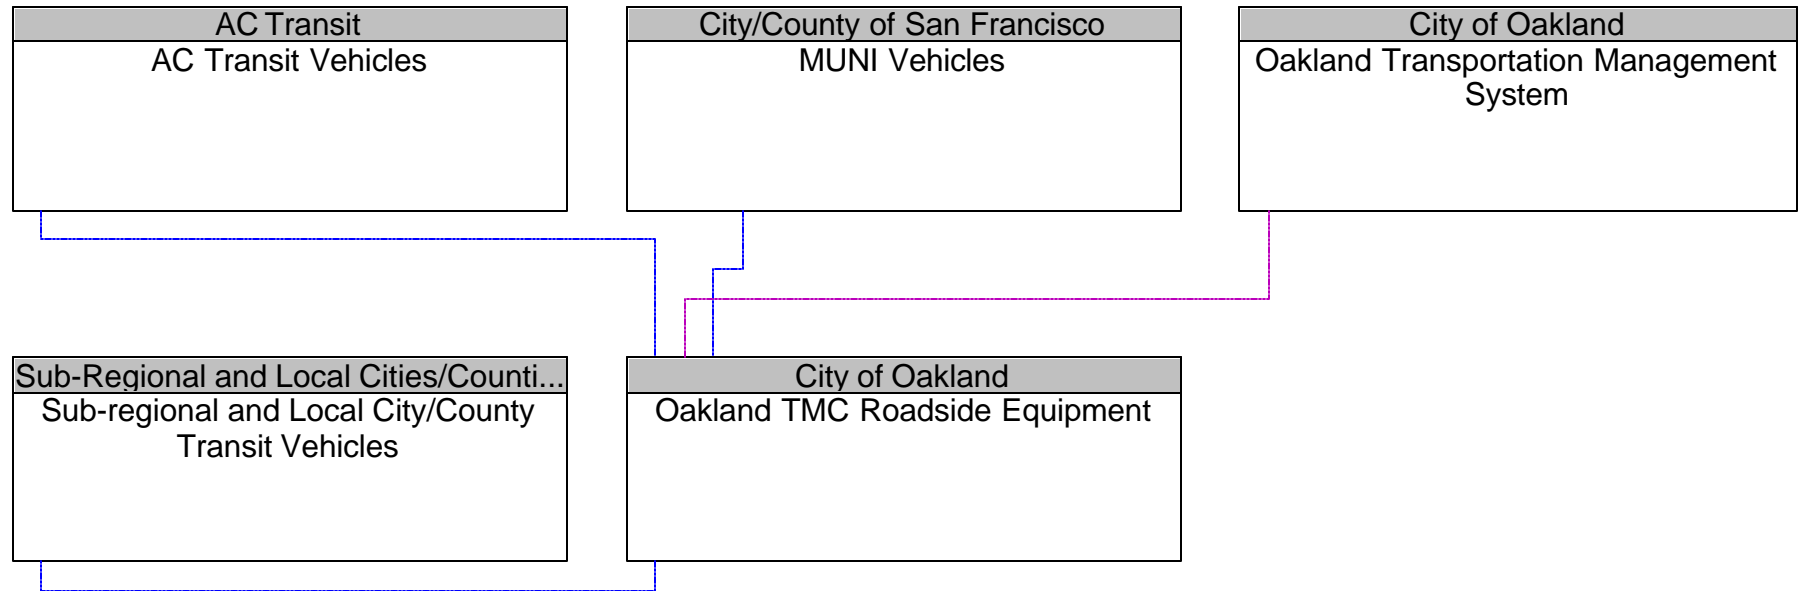 AC Transit
AC Transit Vehicles
City/County of San Francisco
MUNI Vehicles
City of Oakland
Oakland Transportation Management
System
Sub-Regional and Local Cities/Counti...
Sub-regional and Local City/County
Transit Vehicles
City of Oakland
Oakland TMC Roadside Equipment